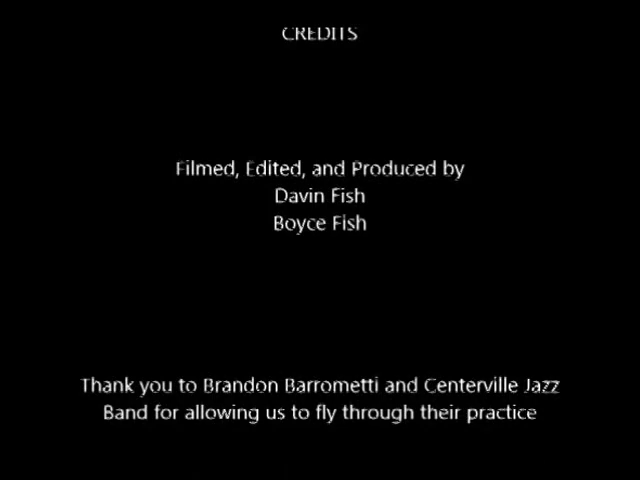 CREDITS
Filmed, Edited, and Produced by
Davin Fish
Boyce Fish
Thank you to Brandon Barrometti and Centerville Jazz
Band for allowing us to fly through their practice